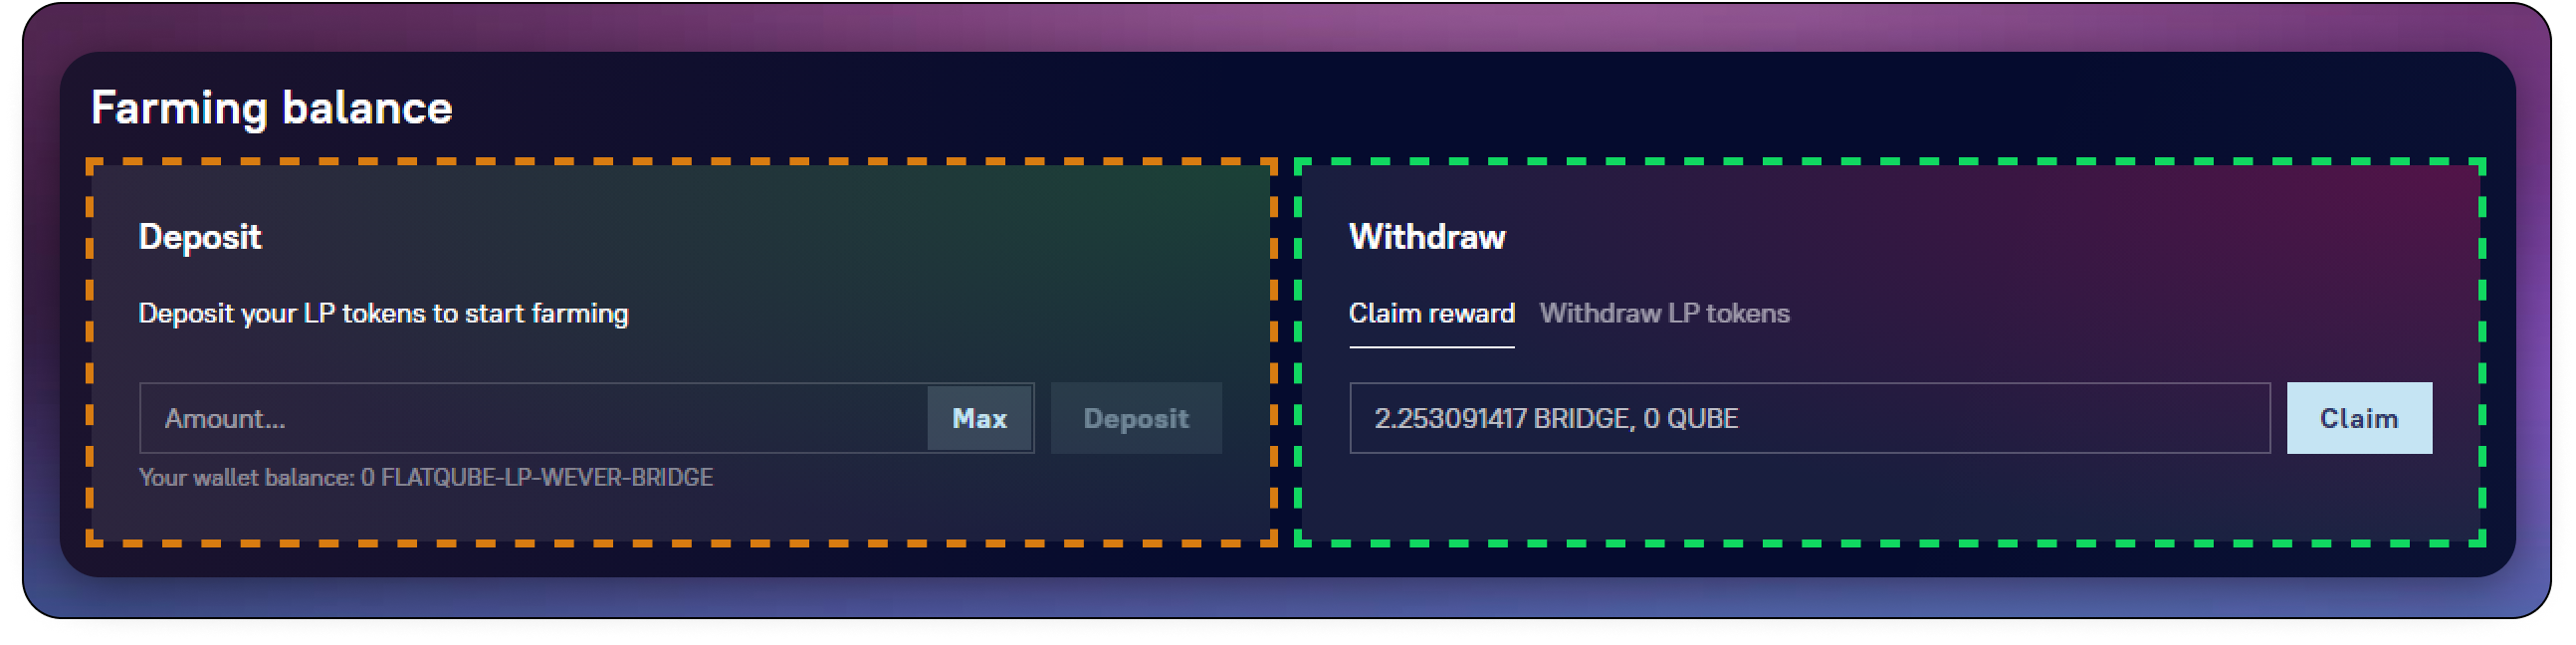 Farming balance
Deposit
Deposit your LP tokens to start farming
Amount...
Max
Deposit
Your wallet balance: 0 FLATQUBE-LP-WEVER-BRIDGE
Withdraw
Claim reward
Withdraw LP tokens
2.253091417 BRIDGE, 0 QUBE
Claim